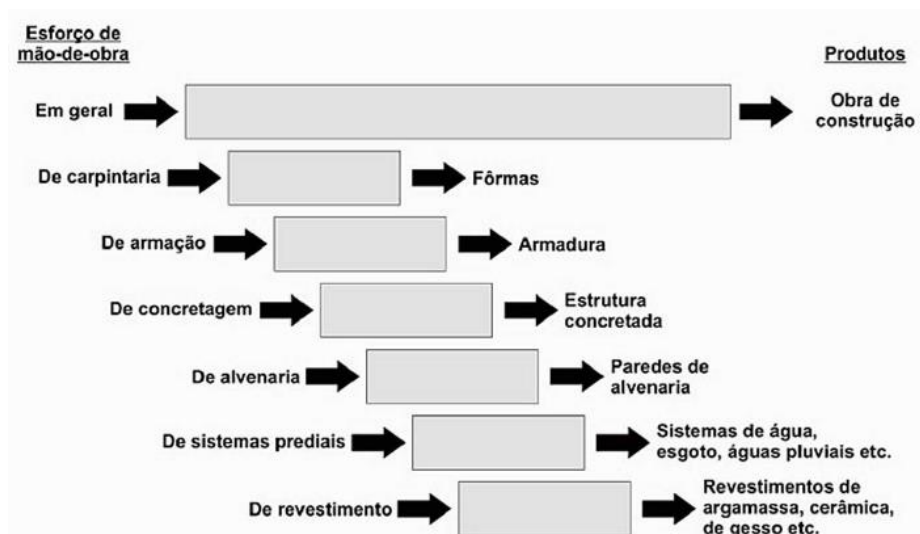 Esforço de
mão-de-obra
Produtos
Em geral
Obra de
construção
De carpintaria
Fôrmas
De armação
Armadura
De concretagem
Estrutura
concretada
De alvenaria
Paredes de
alvenaria
De sistemas prediais
Sistemas de água,
esgoto, águas pluviais etc.
De revestimento
Revestimentos de
argamassa, cerâmica,
de gesso etc.